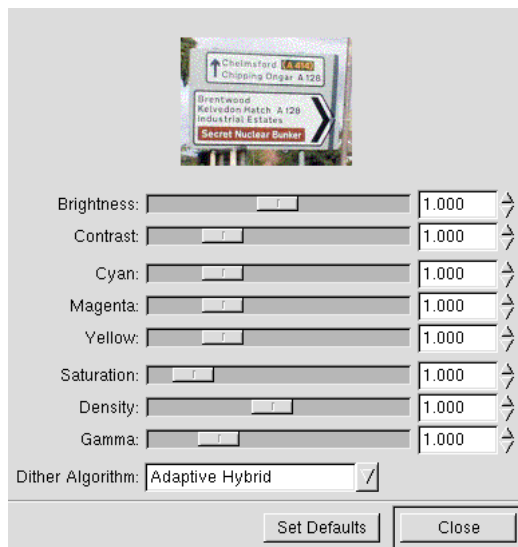 Chelmsford (A 414)
Chipping Ongar A 128
Brentwood
Kelvedon Hatch A 128
Industrial Estates
Secret Nuclear Bunker
Brightness: 1.000
Contrast: 1.000
Cyan: 1.000
Magenta: 1.000
Yellow: 1.000
Saturation: 1.000
Density: 1.000
Gamma: 1.000
Dither Algorithm: Adaptive Hybrid
Set Defaults Close